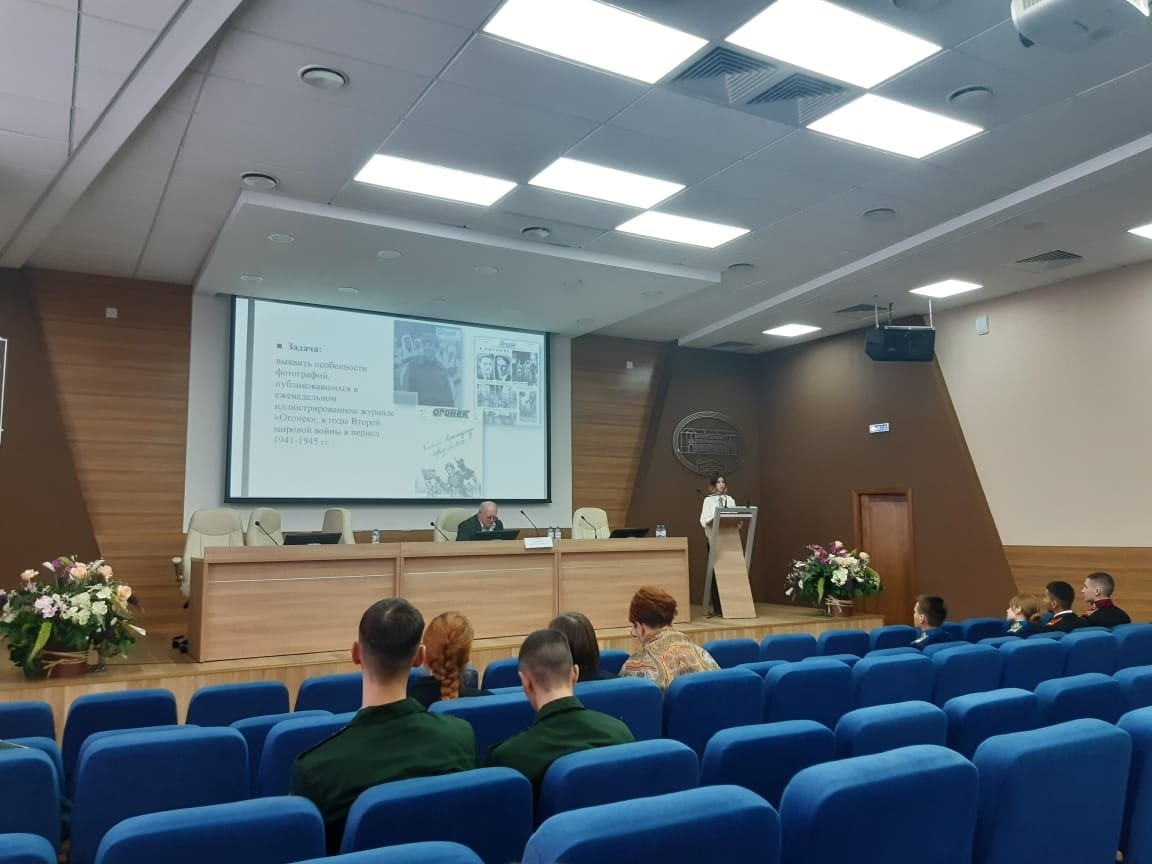 ■ Задача:
выявить особенности
фотографий,
публиковавшихся в
еженедельном
иллюстрированном журнале
«Огонёк», в годы Второй
мировой войны в период
1941-1945 гг.
ОГОНЁК